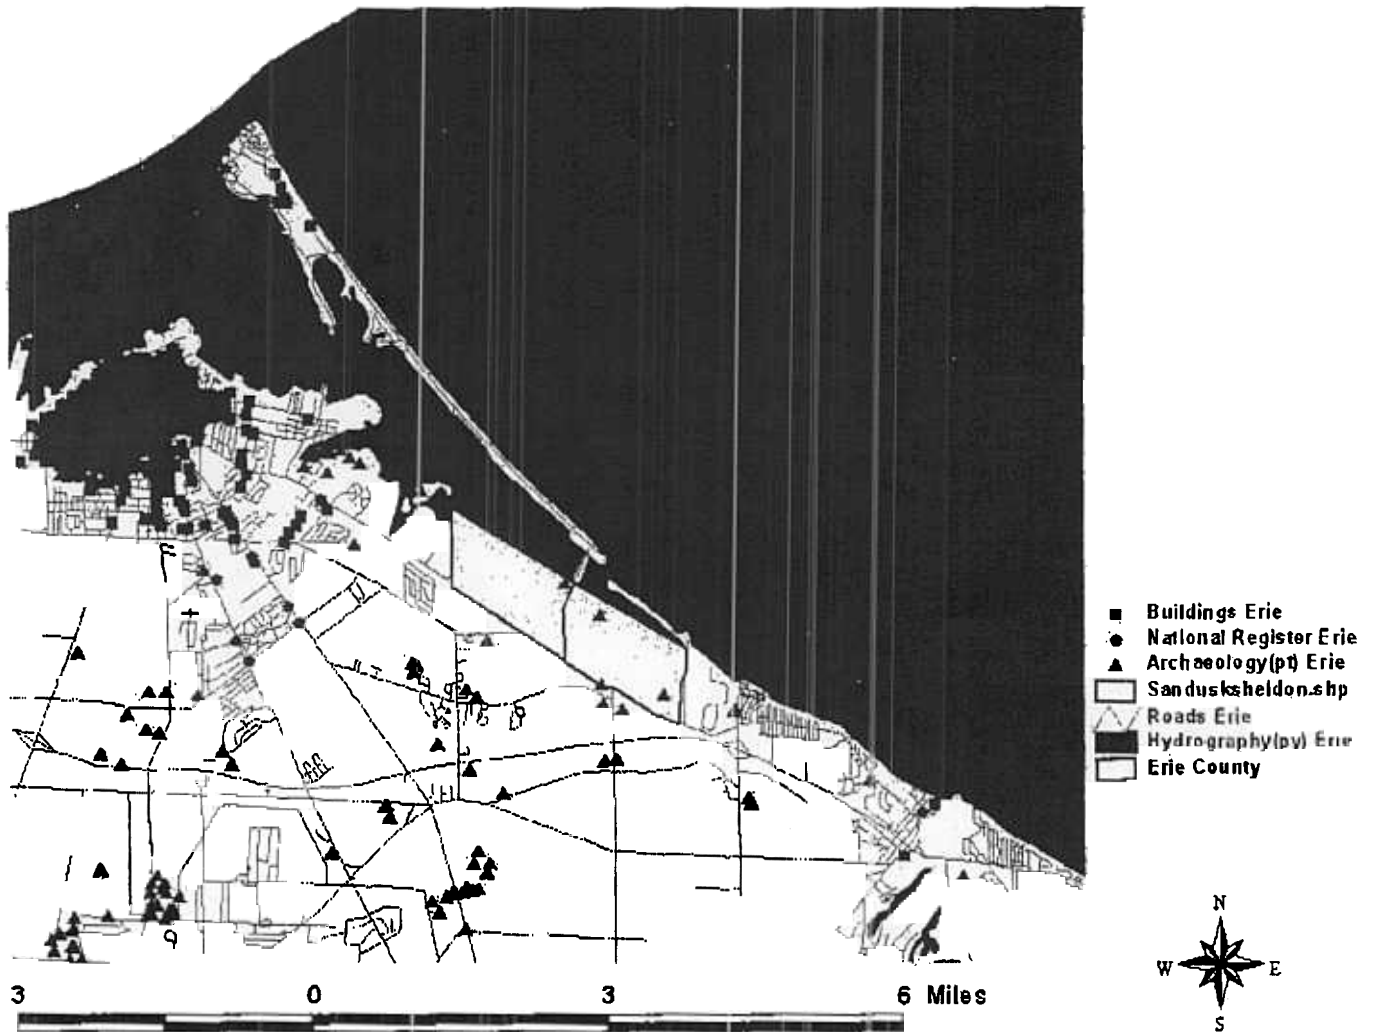 Buildings Erie
National Register Erie
Archaeology(pt) Erie
Sandusksheldon.shp
Roads Erie
Hydrography(py) Erie
Erie County
N
W E
S
3 0 3 6 Miles